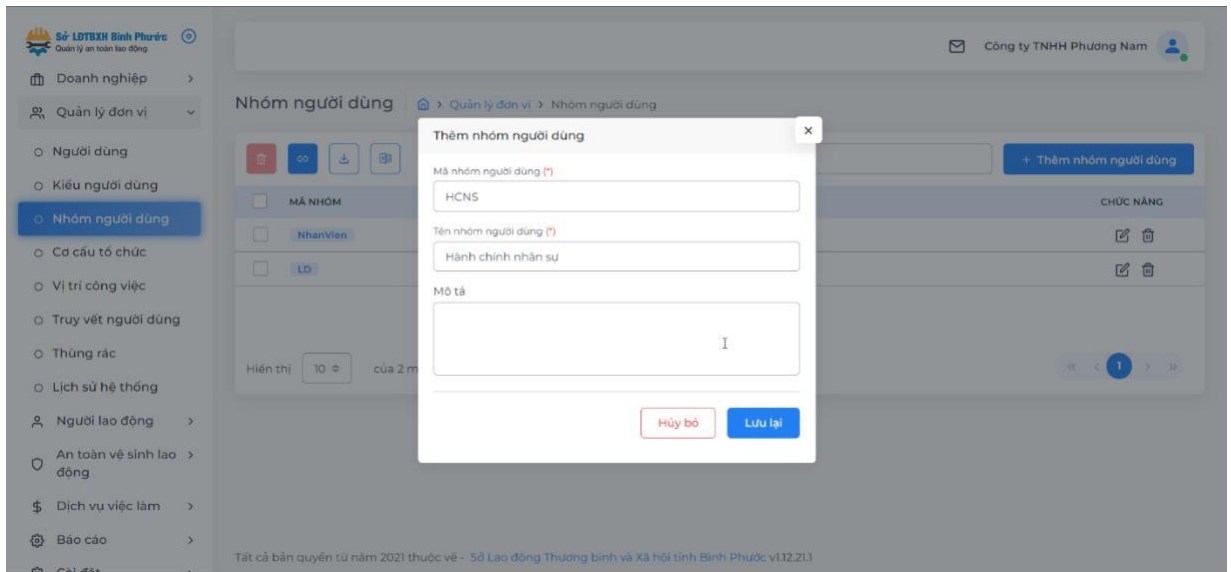 Sở LĐTBXH Bình Phước
Quản lý an toàn lao động
Công ty TNHH Phương Nam
Doanh nghiệp
Quản lý đơn vị
Người dùng
Kiểu người dùng
Nhóm người dùng
Cơ cấu tổ chức
Vị trí công việc
Truy vết người dùng
Thùng rác
Lịch sử hệ thống
Người lao động
An toàn vệ sinh lao
động
Dịch vụ việc làm
Báo cáo
Cài đặt
Nhóm người dùng
Quản lý đơn vị > Nhóm người dùng
+ Thêm nhóm người dùng
MÃ NHÓM
CHỨC NĂNG
NhanVien
LD
Hiển thị 10 của 2 m
« < 1 > »
Thêm nhóm người dùng
Mã nhóm người dùng (*)
HCNS
Tên nhóm người dùng (*)
Hành chính nhân sự
Mô tả
Hủy bỏ
Lưu lại
Tất cả bản quyền từ năm 2021 thuộc về - Sở Lao động Thương binh và Xã hội tỉnh Bình Phước v1.12.21.1